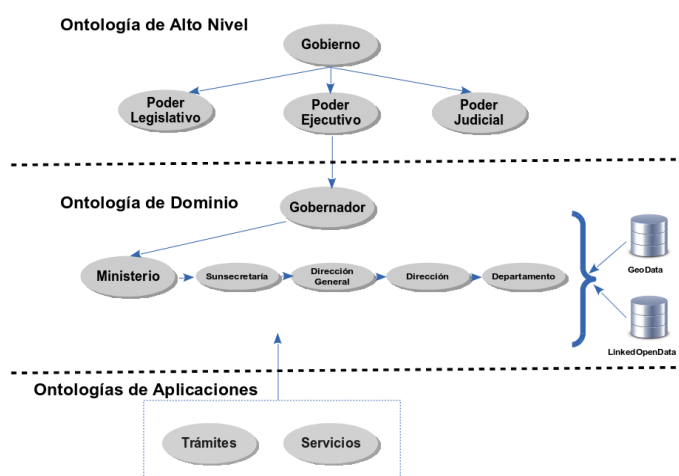 Ontología de Alto Nivel
Gobierno
Poder
Legislativo
Poder
Ejecutivo
Poder
Judicial
Ontología de Dominio
Gobernador
Ministerio
Sunsecretaría
Dirección
General
Dirección
Departamento
GeoData
LinkedOpenData
Ontologías de Aplicaciones
Trámites
Servicios